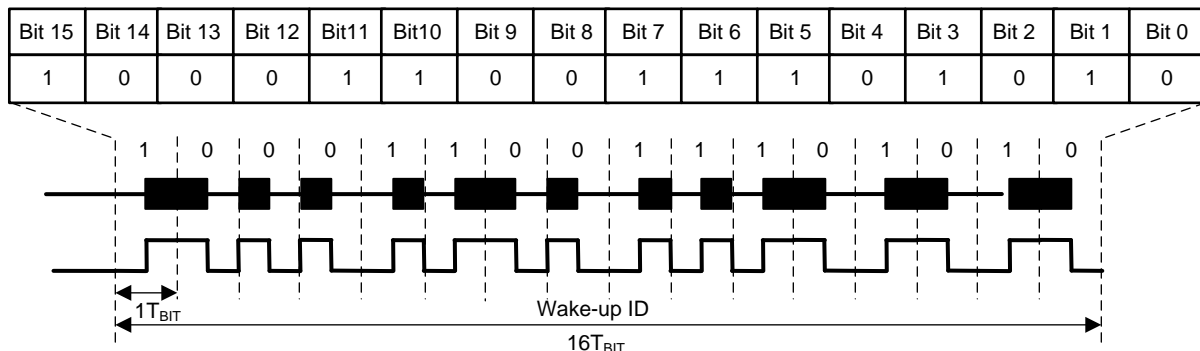 Bit 15 Bit 14 Bit 13 Bit 12 Bit11 Bit10 Bit 9 Bit 8 Bit 7 Bit 6 Bit 5 Bit 4 Bit 3 Bit 2 Bit 1 Bit 0
1 0 0 0 1 1 0 0 1 1 1 0 1 0 1 0
1 0 0 0 1 1 0 0 1 1 1 0 1 0 1 0
1TBIT
Wake-up ID
16TBIT